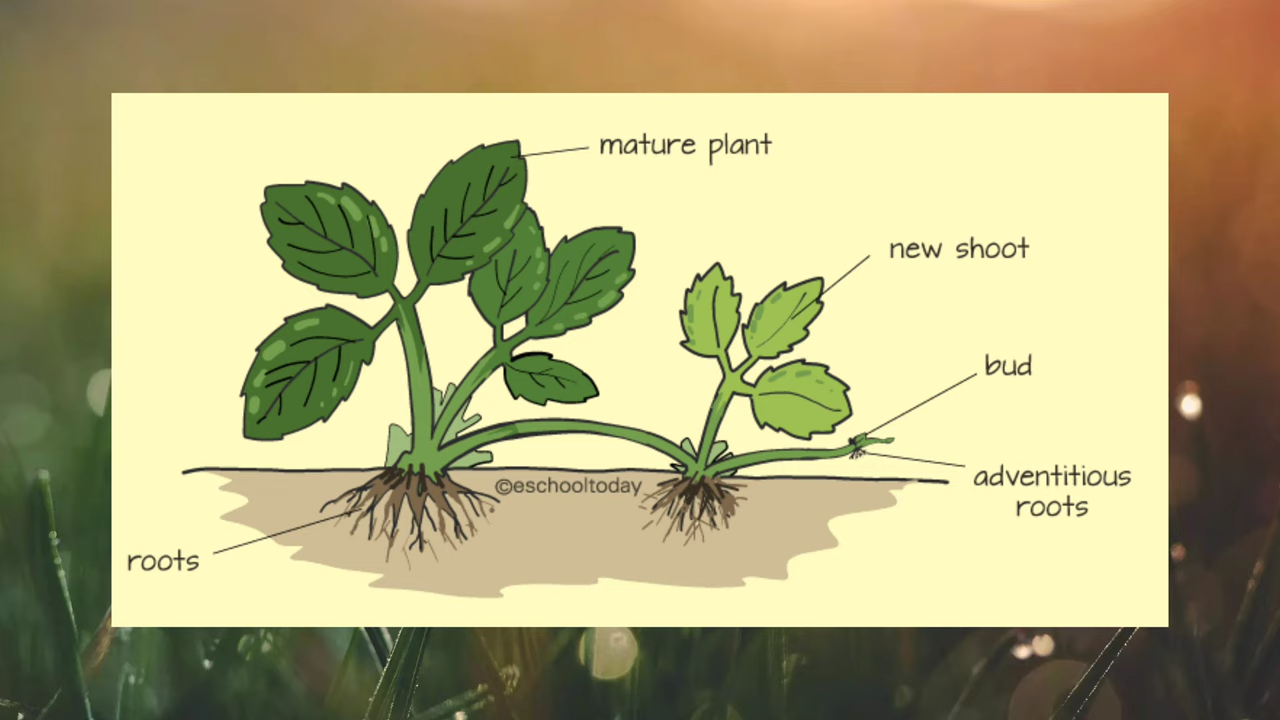 mature plant
new shoot
bud
adventitious
roots
©eschooltoday
roots